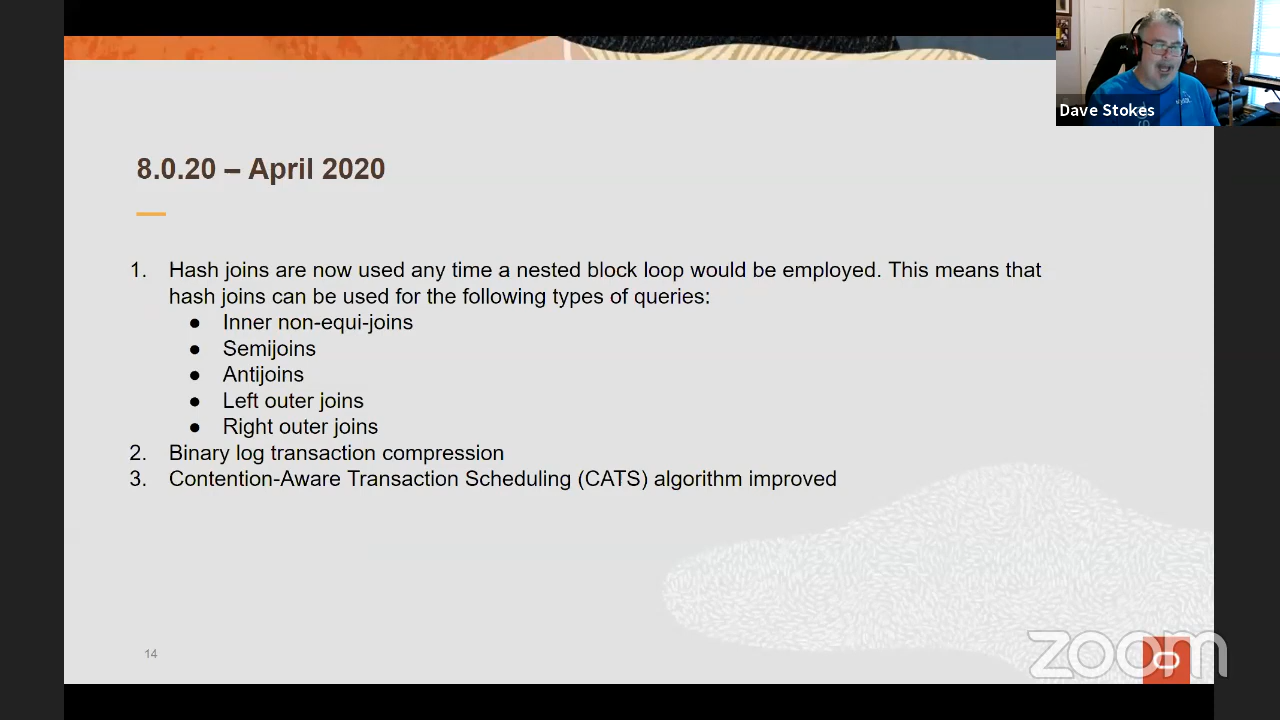 Dave Stokes
8.0.20 – April 2020
1. Hash joins are now used any time a nested block loop would be employed. This means that
hash joins can be used for the following types of queries:
● Inner non-equi-joins
● Semijoins
● Antijoins
● Left outer joins
● Right outer joins
2. Binary log transaction compression
3. Contention-Aware Transaction Scheduling (CATS) algorithm improved
14
zoom